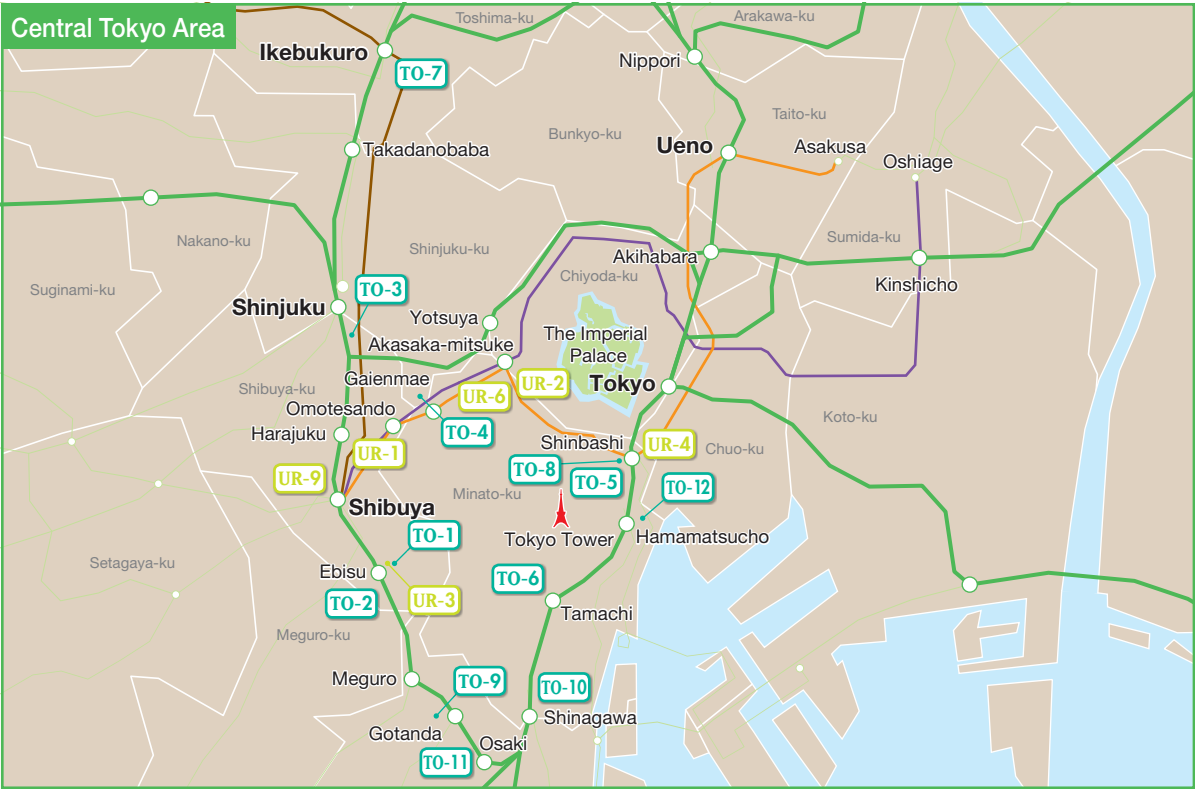 Central Tokyo Area
Toshima-ku
Arakawa-ku
Ikebukuro
Nippori
TO-7
Taito-ku
Bunkyo-ku
Ueno
Asakusa
Takadanobaba
Oshiage
Nakano-ku
Shinjuku-ku
Sumida-ku
Akihabara
Chiyoda-ku
Kinshicho
Suginami-ku
TO-3
Shinjuku
Yotsuya
The Imperial
Palace
Akasaka-mitsuke
Gaienmae
UR-2
Tokyo
Shibuya-ku
UR-6
Omotesando
Koto-ku
Harajuku
TO-4
Shinbashi
UR-4
Chuo-ku
UR-1
UR-9
TO-8
TO-5
TO-12
Minato-ku
Shibuya
TO-1
Tokyo Tower
Hamamatsucho
Setagaya-ku
Ebisu
TO-6
TO-2
UR-3
Tamachi
Meguro-ku
Meguro
TO-9
TO-10
Shinagawa
Gotanda
Osaki
TO-11